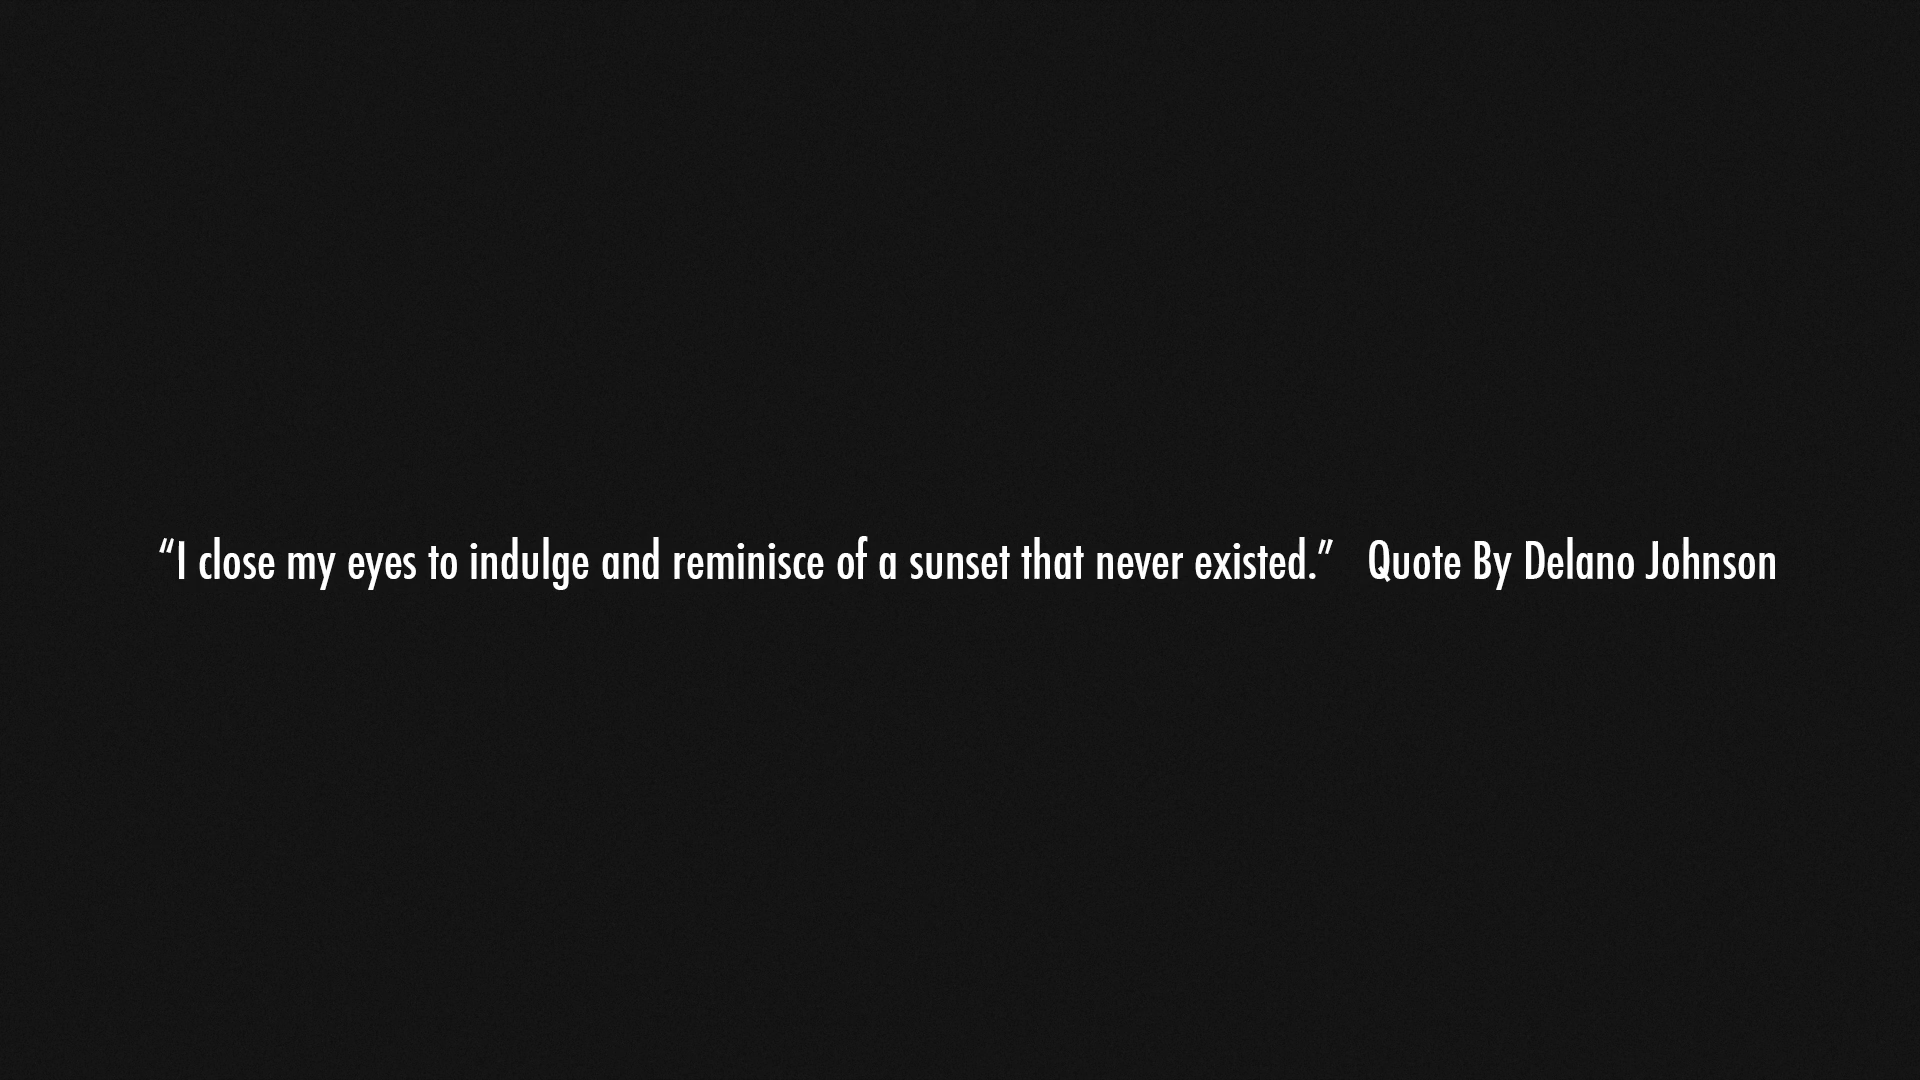 “I close my eyes to indulge and reminisce of a sunset that never existed.” Quote By Delano Johnson